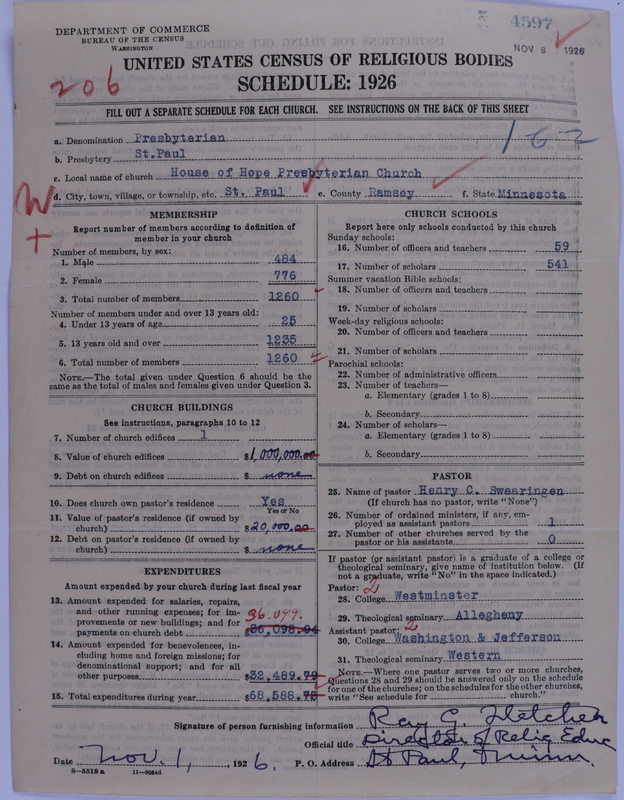 4597
NOV 8 1926
DEPARTMENT OF COMMERCE
BUREAU OF THE CENSUS
WASHINGTON
UNITED STATES CENSUS OF RELIGIOUS BODIES
SCHEDULE: 1926
206
FILL OUT A SEPARATE SCHEDULE FOR EACH CHURCH. SEE INSTRUCTIONS ON THE BACK OF THIS SHEET
162
a. Denomination Presbyterian
b. Presbytery St.Paul
c. Local name of church House of Hope Presbyterian Church
d. City, town, village, or township, etc. St. Paul e. County Ramsey f. State Minnesota
W
+
MEMBERSHIP
Report number of members according to definition of member in your church
Number of members, by sex:
1. Male 484
2. Female 776
3. Total number of members 1260
Number of members under and over 13 years old:
4. Under 13 years of age 25
5. 13 years old and over 1235
6. Total number of members 1260
NOTE.—The total given under Question 6 should be the
same as the total of males and females given under Question 3.
CHURCH BUILDINGS
See instructions, paragraphs 10 to 12
7. Number of church edifices 1
8. Value of church edifices $1,000,000.00
9. Debt on church edifices $ none
10. Does church own pastor's residence Yes
Yes or No
11. Value of pastor's residence (if owned by
church) $20,000.00
12. Debt on pastor's residence (if owned by
church) $ none
EXPENDITURES
Amount expended by your church during last fiscal year
13. Amount expended for salaries, repairs,
and other running expenses; for im-
provements or new buildings; and for
payments on church debt $36,098.94
36,099.
14. Amount expended for benevolences, in-
cluding home and foreign missions; for
denominational support; and for all
other purposes $32,489.79
15. Total expenditures during year $68,588.73
CHURCH SCHOOLS
Report here only schools conducted by this church
Sunday schools:
16. Number of officers and teachers 59
17. Number of scholars 541
Summer vacation Bible schools:
18. Number of officers and teachers
19. Number of scholars
Week-day religious schools:
20. Number of officers and teachers
21. Number of scholars
Parochial schools:
22. Number of administrative officers
23. Number of teachers—
a. Elementary (grades 1 to 8)
b. Secondary
24. Number of scholars—
a. Elementary (grades 1 to 8)
b. Secondary
PASTOR
25. Name of pastor Henry C. Swearingen
(If church has no pastor, write "None")
26. Number of ordained ministers, if any, em-
ployed as assistant pastors 1
27. Number of other churches served by the
pastor or his assistants 0
If pastor (or assistant pastor) is a graduate of a college or
theological seminary, give name of institution below. (If
not a graduate, write "No" in the space indicated.)
Pastor: 2
28. College Westminster
29. Theological seminary Allegheny
Assistant pastor: 2
30. College Washington & Jefferson
31. Theological seminary Western
NOTE.—Where one pastor serves two or more churches,
Questions 28 and 29 should be answered only on the schedule
for one of the churches; on the schedules for the other churches,
write "See schedule for church."
Signature of person furnishing information Ray G. Fletcher
Official title Director of Relig Educ
Date Nov. 1, 1926. P. O. Address St Paul, Minn.
8—5518 a 11—9054d